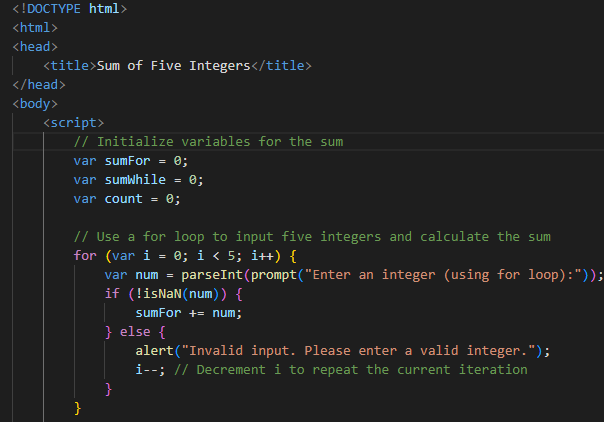 <!DOCTYPE html>
<html>
<head>
    <title>Sum of Five Integers</title>
</head>
<body>
    <script>
        // Initialize variables for the sum
        var sumFor = 0;
        var sumWhile = 0;
        var count = 0;

        // Use a for loop to input five integers and calculate the sum
        for (var i = 0; i < 5; i++) {
            var num = parseInt(prompt("Enter an integer (using for loop):"));
            if (!isNaN(num)) {
                sumFor += num;
            } else {
                alert("Invalid input. Please enter a valid integer.");
                i--; // Decrement i to repeat the current iteration
            }
        }